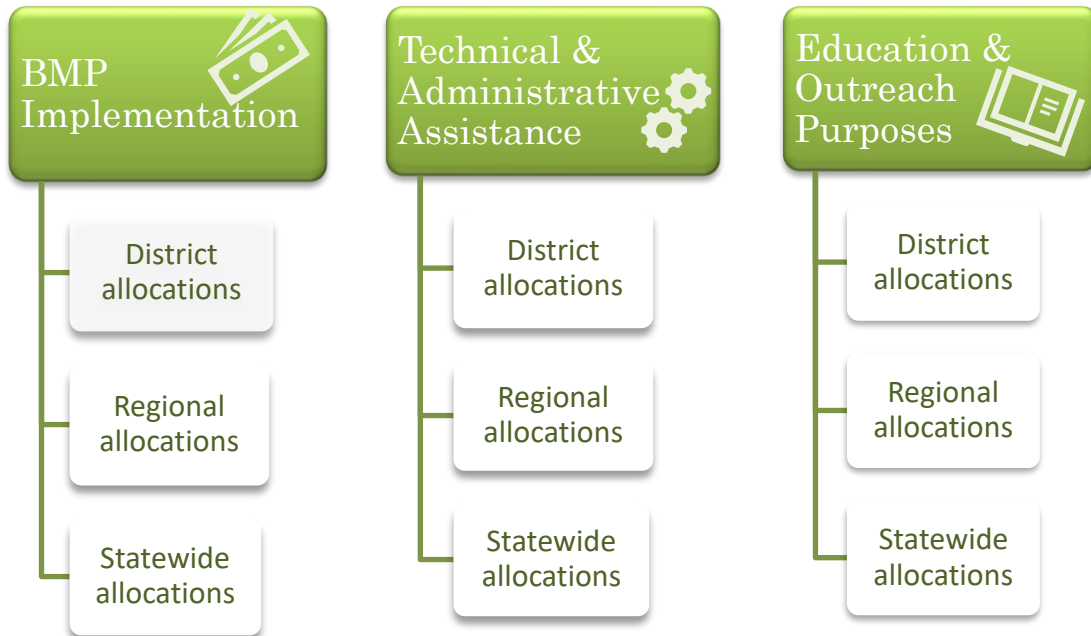 BMP
Implementation
District
allocations
Regional
allocations
Statewide
allocations
Technical &
Administrative
Assistance
District
allocations
Regional
allocations
Statewide
allocations
Education &
Outreach
Purposes
District
allocations
Regional
allocations
Statewide
allocations